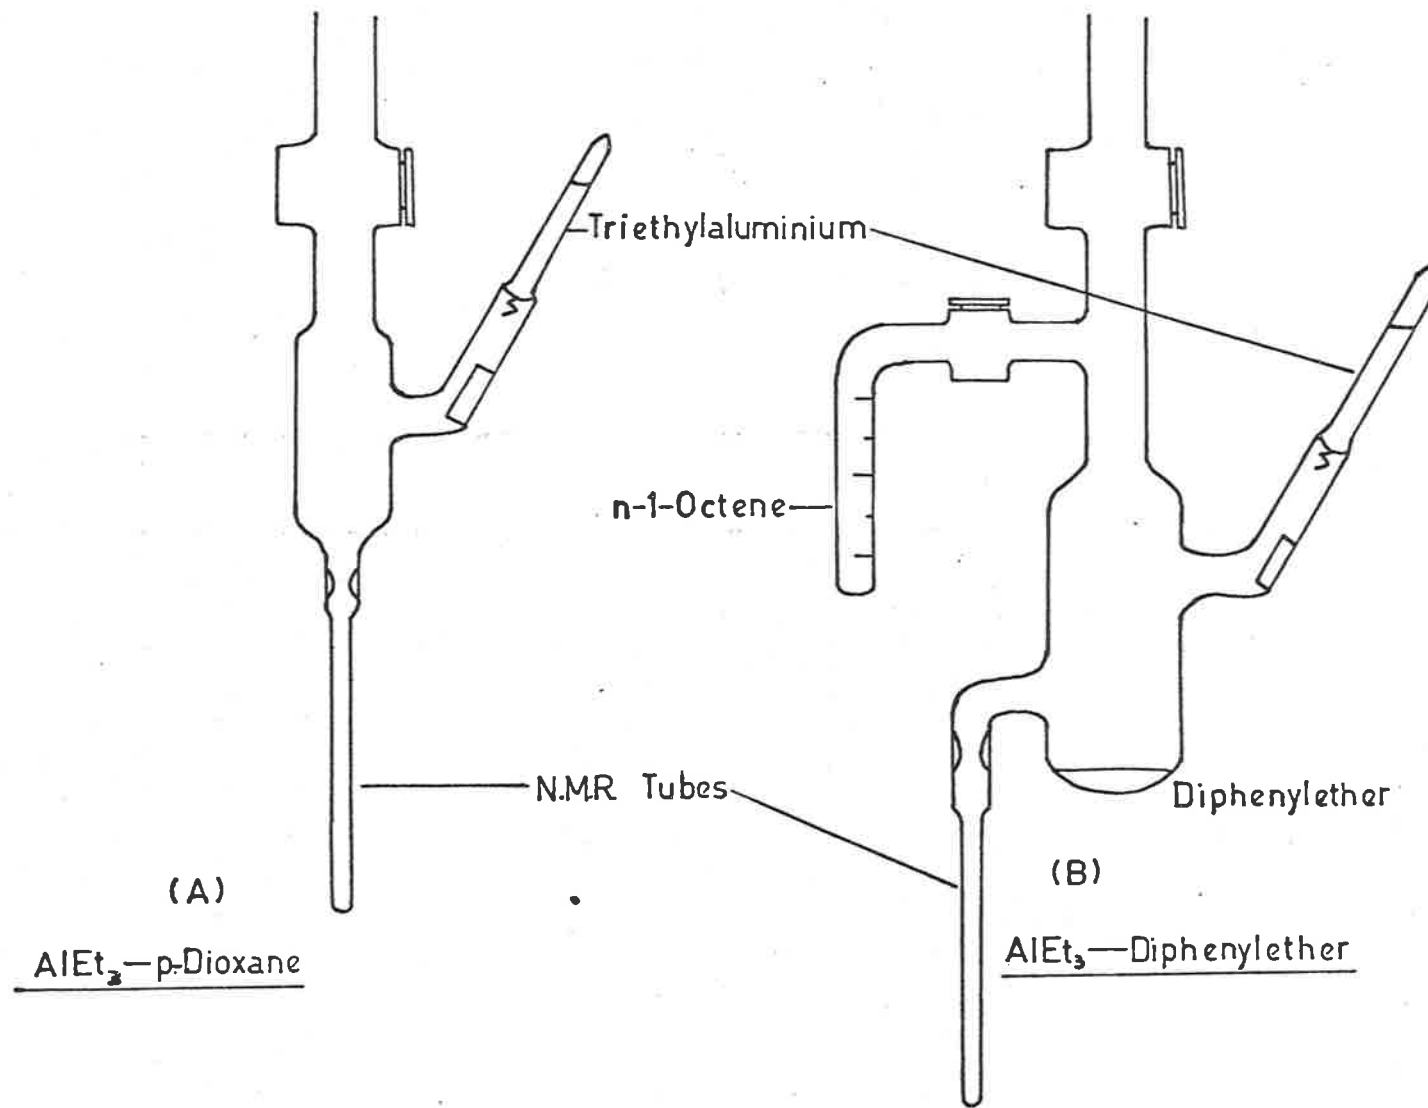 Triethylaluminium
n-1-Octene
N.M.R. Tubes
Diphenylether
(A)
(B)
AlEt₃—p-Dioxane
AlEt₃—Diphenylether